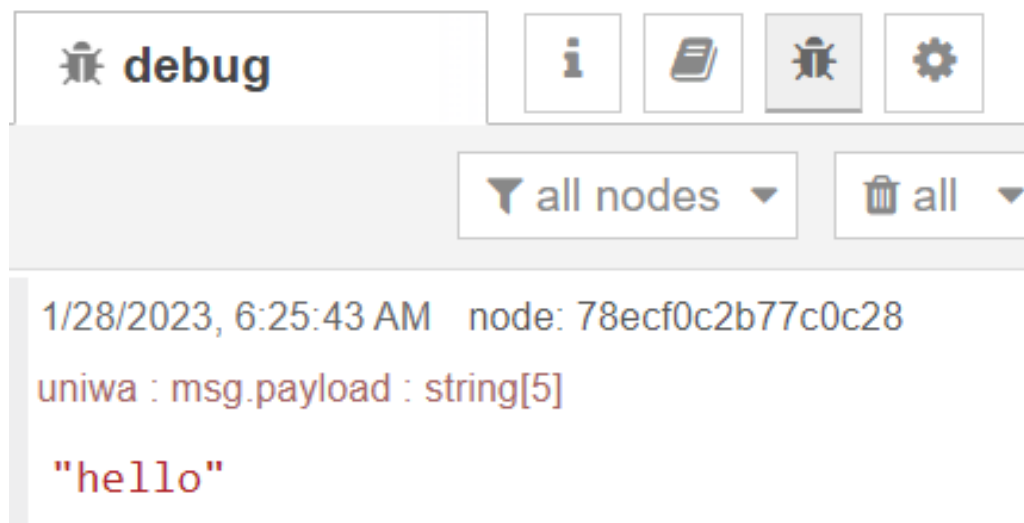 debug
all nodes
all
1/28/2023, 6:25:43 AM node: 78ecf0c2b77c0c28
uniwa : msg.payload : string[5]
"hello"